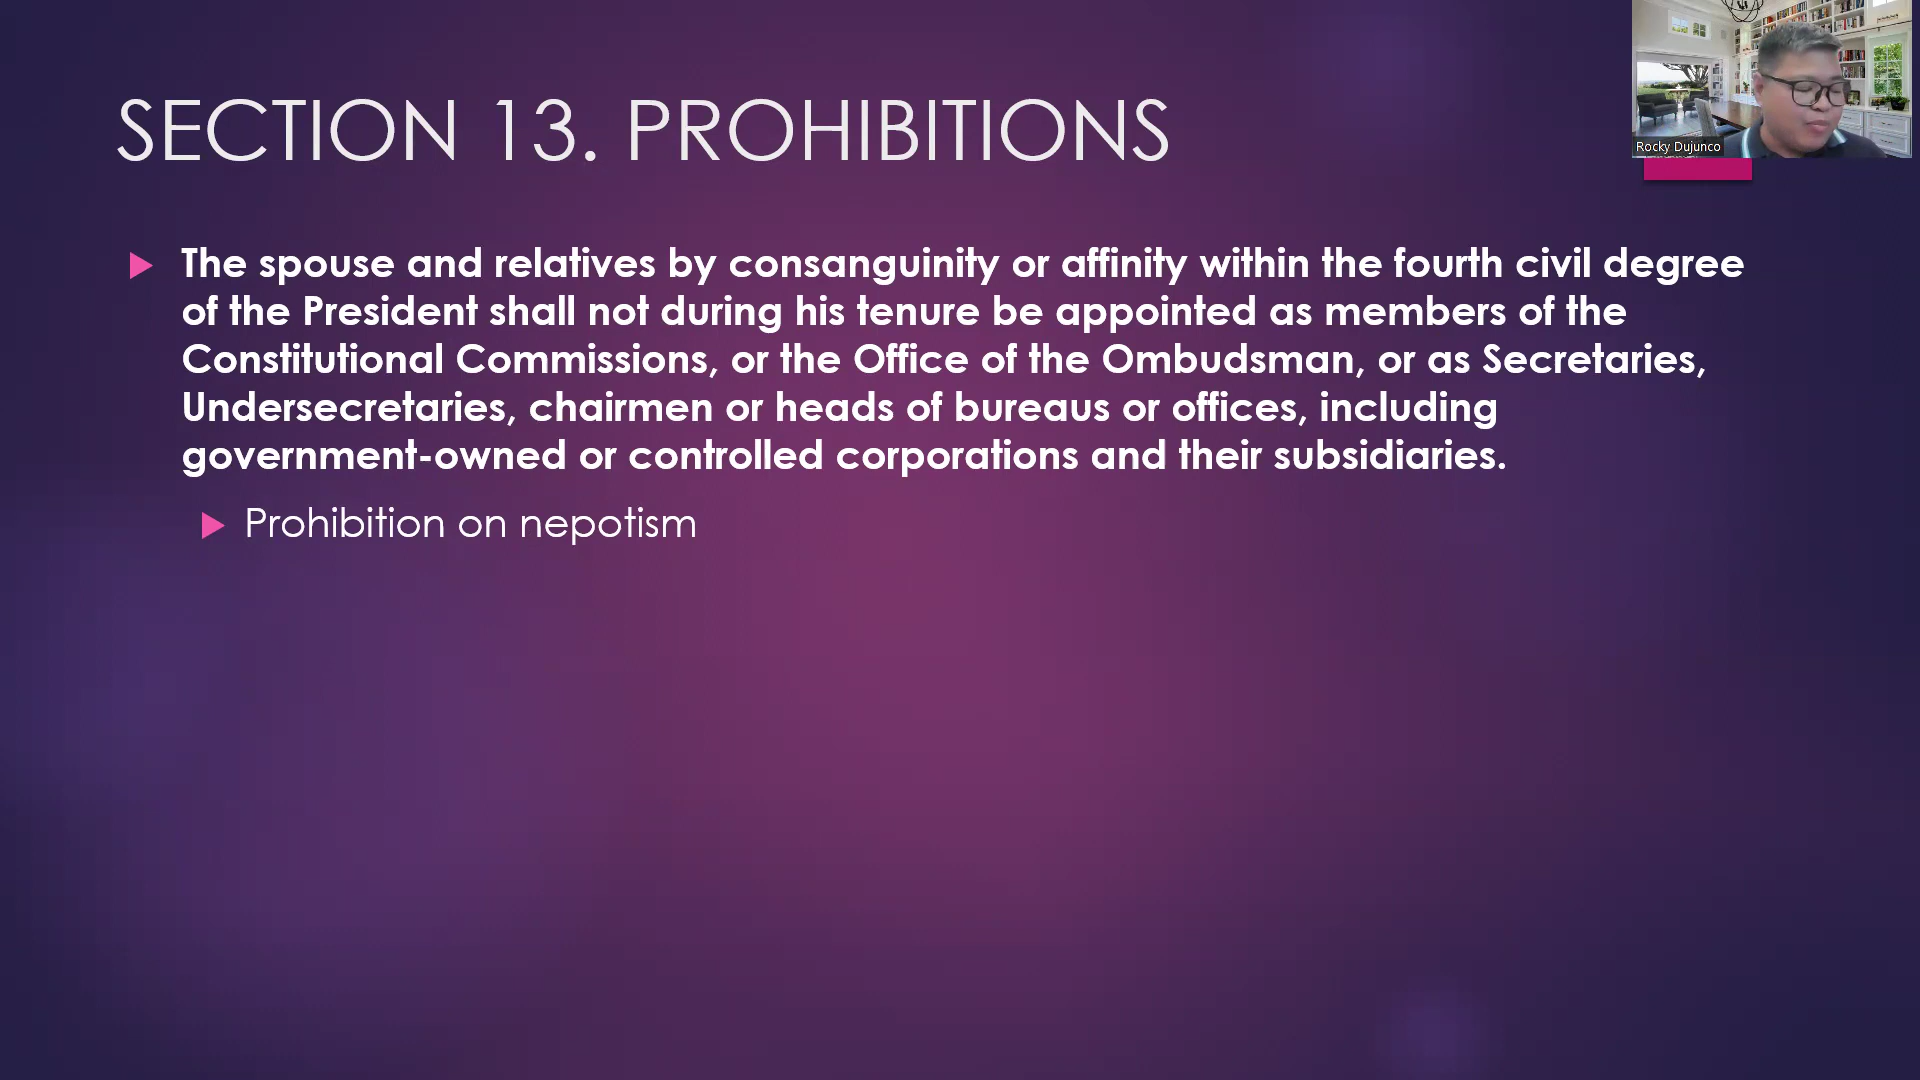 SECTION 13. PROHIBITIONS
Rocky Dujunco
The spouse and relatives by consanguinity or affinity within the fourth civil degree
of the President shall not during his tenure be appointed as members of the
Constitutional Commissions, or the Office of the Ombudsman, or as Secretaries,
Undersecretaries, chairmen or heads of bureaus or offices, including
government-owned or controlled corporations and their subsidiaries.
Prohibition on nepotism